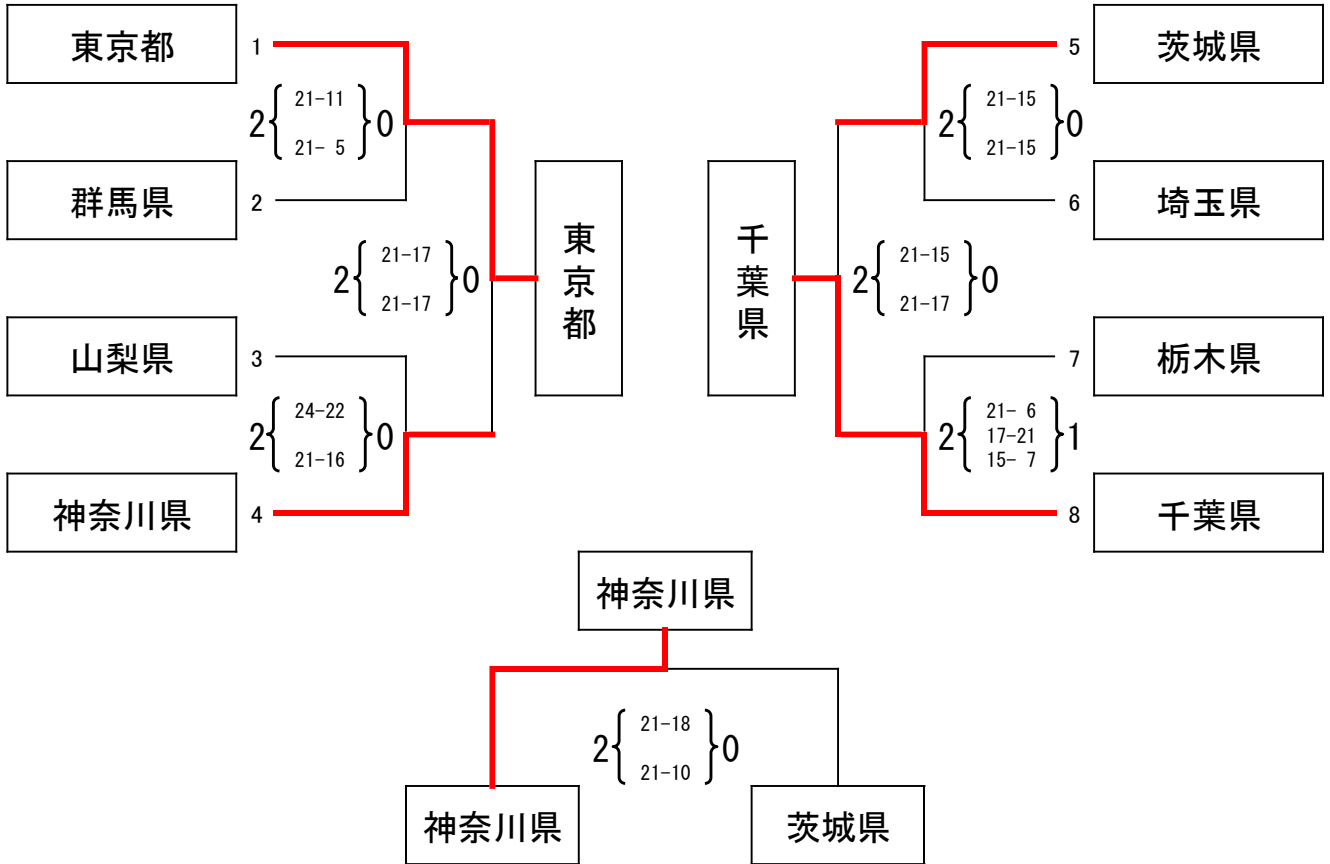 東京都
1
2 { 21-11 } 0
21- 5
群馬県
2
2 { 21-17 } 0
21-17
山梨県
3
2 { 24-22 } 0
21-16
神奈川県
4
東京都
千葉県
5
茨城県
2 { 21-15 } 0
21-15
6
埼玉県
2 { 21-15 } 0
21-17
7
栃木県
2 { 21- 6 } 1
17-21
15- 7
8
千葉県
神奈川県
2 { 21-18 } 0
21-10
神奈川県
茨城県